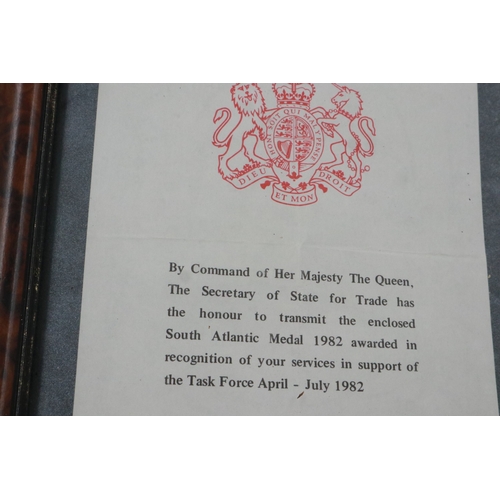 HONI SOIT QUI MAL Y PENSE
DIEU ET MON DROIT
By Command of Her Majesty The Queen,
The Secretary of State for Trade has
the honour to transmit the enclosed
South Atlantic Medal 1982 awarded in
recognition of your services in support of
the Task Force April - July 1982